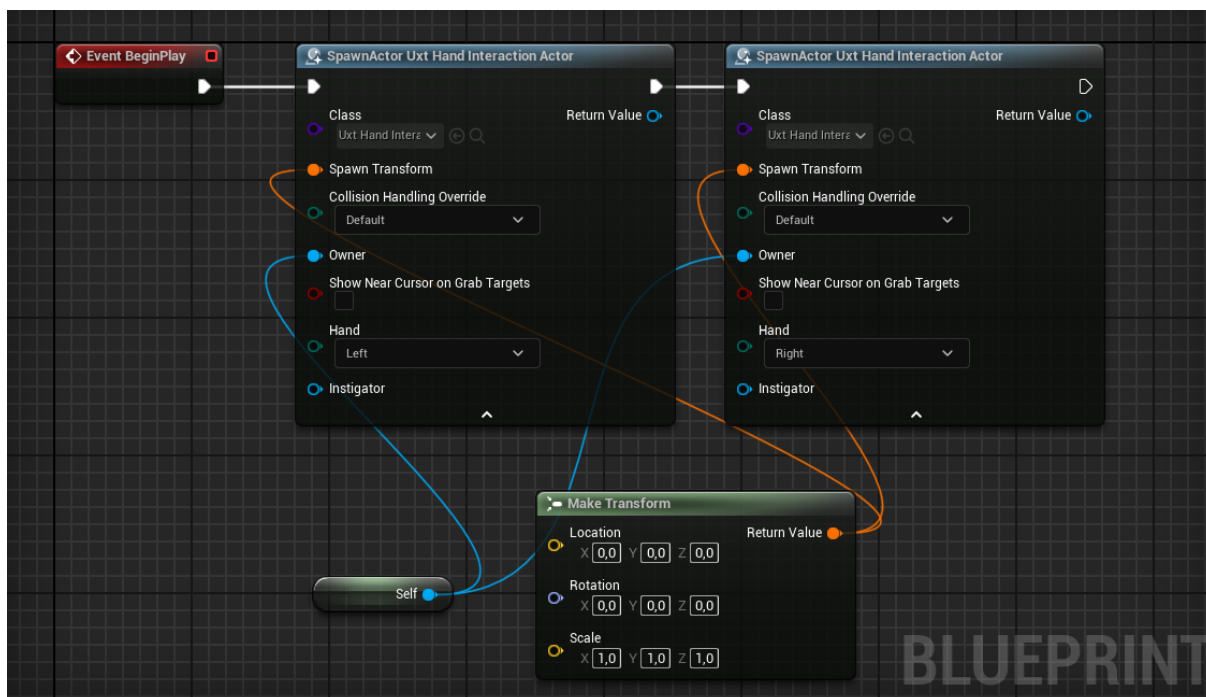 Event BeginPlay
SpawnActor Uxt Hand Interaction Actor
Class
Return Value
Uxt Hand Intera
Spawn Transform
Collision Handling Override
Default
Owner
Show Near Cursor on Grab Targets
Hand
Left
Instigator
SpawnActor Uxt Hand Interaction Actor
Class
Return Value
Uxt Hand Intera
Spawn Transform
Collision Handling Override
Default
Owner
Show Near Cursor on Grab Targets
Hand
Right
Instigator
Self
Make Transform
Location
Return Value
X 0,0 Y 0,0 Z 0,0
Rotation
X 0,0 Y 0,0 Z 0,0
Scale
X 1,0 Y 1,0 Z 1,0
BLUEPRINT